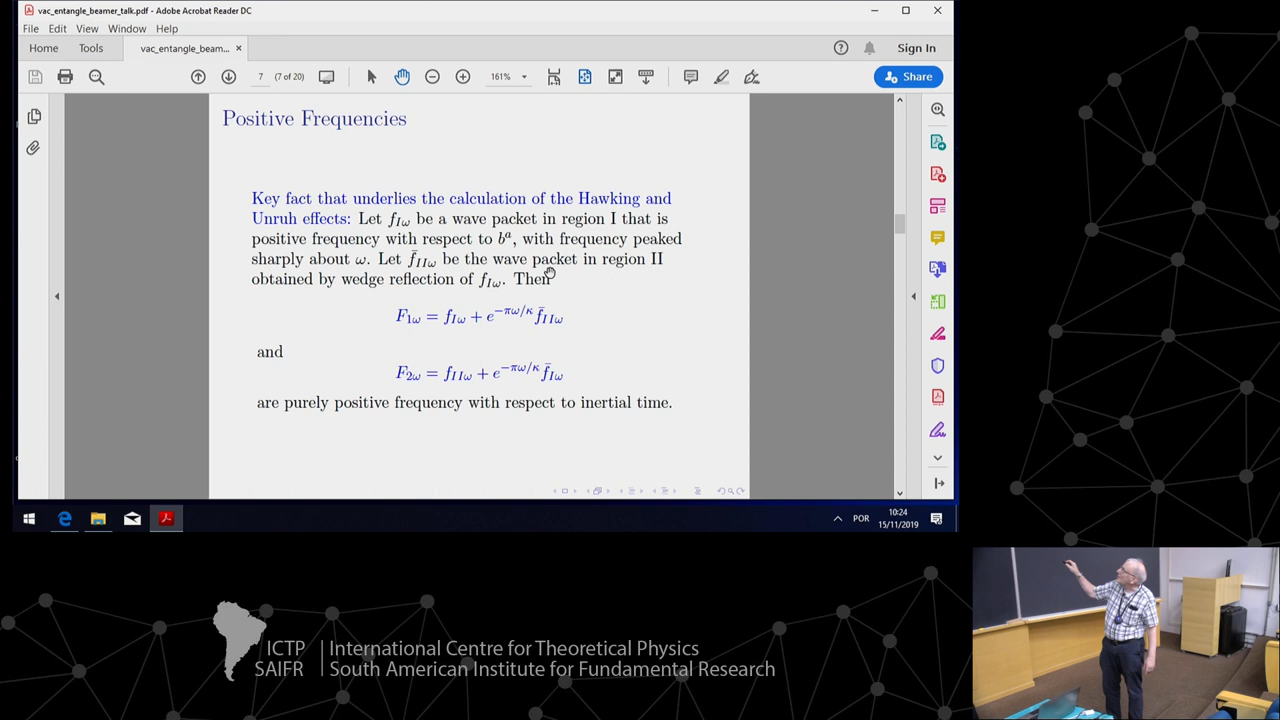 vac_entangle_beamer_talk.pdf - Adobe Acrobat Reader DC
File Edit View Window Help
Home Tools vac_entangle_beam... × Sign In
7 (7 of 20) 161% Share
Positive Frequencies
Key fact that underlies the calculation of the Hawking and
Unruh effects: Let f_{Iω} be a wave packet in region I that is
positive frequency with respect to b^a, with frequency peaked
sharply about ω. Let f̄_{IIω} be the wave packet in region II
obtained by wedge reflection of f_{Iω}. Then
F_{1ω} = f_{Iω} + e^{−πω/κ} f̄_{IIω}
and
F_{2ω} = f_{IIω} + e^{−πω/κ} f̄_{Iω}
are purely positive frequency with respect to inertial time.
POR 10:24
15/11/2019
ICTP International Centre for Theoretical Physics
SAIFR South American Institute for Fundamental Research